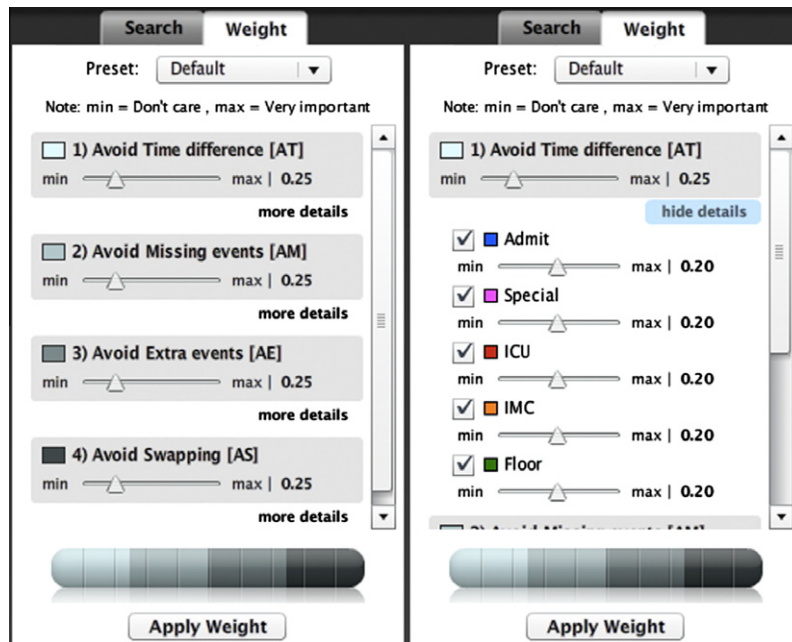 Search Weight
Preset: Default
Note: min = Don't care , max = Very important
1) Avoid Time difference [AT]
min max | 0.25
more details
2) Avoid Missing events [AM]
min max | 0.25
more details
3) Avoid Extra events [AE]
min max | 0.25
more details
4) Avoid Swapping [AS]
min max | 0.25
more details
Apply Weight
Search Weight
Preset: Default
Note: min = Don't care , max = Very important
1) Avoid Time difference [AT]
min max | 0.25
hide details
Admit
min max | 0.20
Special
min max | 0.20
ICU
min max | 0.20
IMC
min max | 0.20
Floor
min max | 0.20
2) Avoid Missing events [AM]
Apply Weight